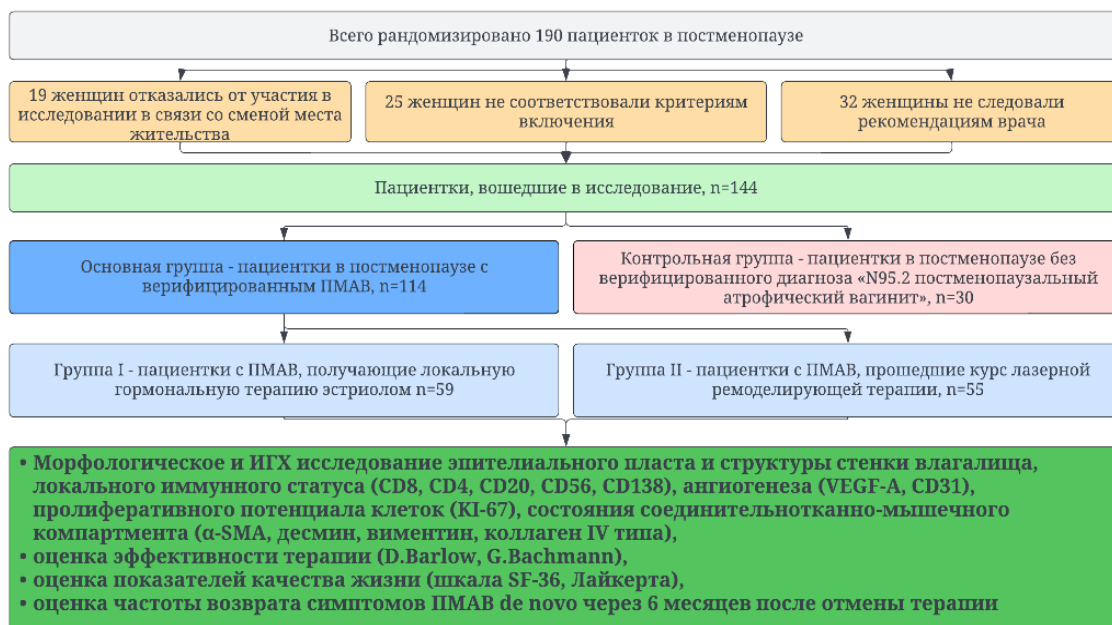 Всего рандомизировано 190 пациенток в постменопаузе
19 женщин отказались от участия в
исследовании в связи со сменой места
жительства
25 женщин не соответствовали критериям
включения
32 женщины не следовали
рекомендациям врача
Пациентки, вошедшие в исследование, n=144
Основная группа - пациентки в постменопаузе с
верифицированным ПМАВ, n=114
Контрольная группа - пациентки в постменопаузе без
верифицированного диагноза «N95.2 постменопаузальный
атрофический вагинит», n=30
Группа I - пациентки с ПМАВ, получающие локальную
гормональную терапию эстриолом n=59
Группа II - пациентки с ПМАВ, прошедшие курс лазерной
ремоделирующей терапии, n=55
• Морфологическое и ИГХ исследование эпителиального пласта и структуры стенки влагалища,
локального иммунного статуса (CD8, CD4, CD20, CD56, CD138), ангиогенеза (VEGF-A, CD31),
пролиферативного потенциала клеток (KI-67), состояния соединительнотканно-мышечного
компартмента (α-SMA, десмин, виментин, коллаген IV типа),
• оценка эффективности терапии (D.Barlow, G.Bachmann),
• оценка показателей качества жизни (шкала SF-36, Лайкерта),
• оценка частоты возврата симптомов ПМАВ de novo через 6 месяцев после отмены терапии